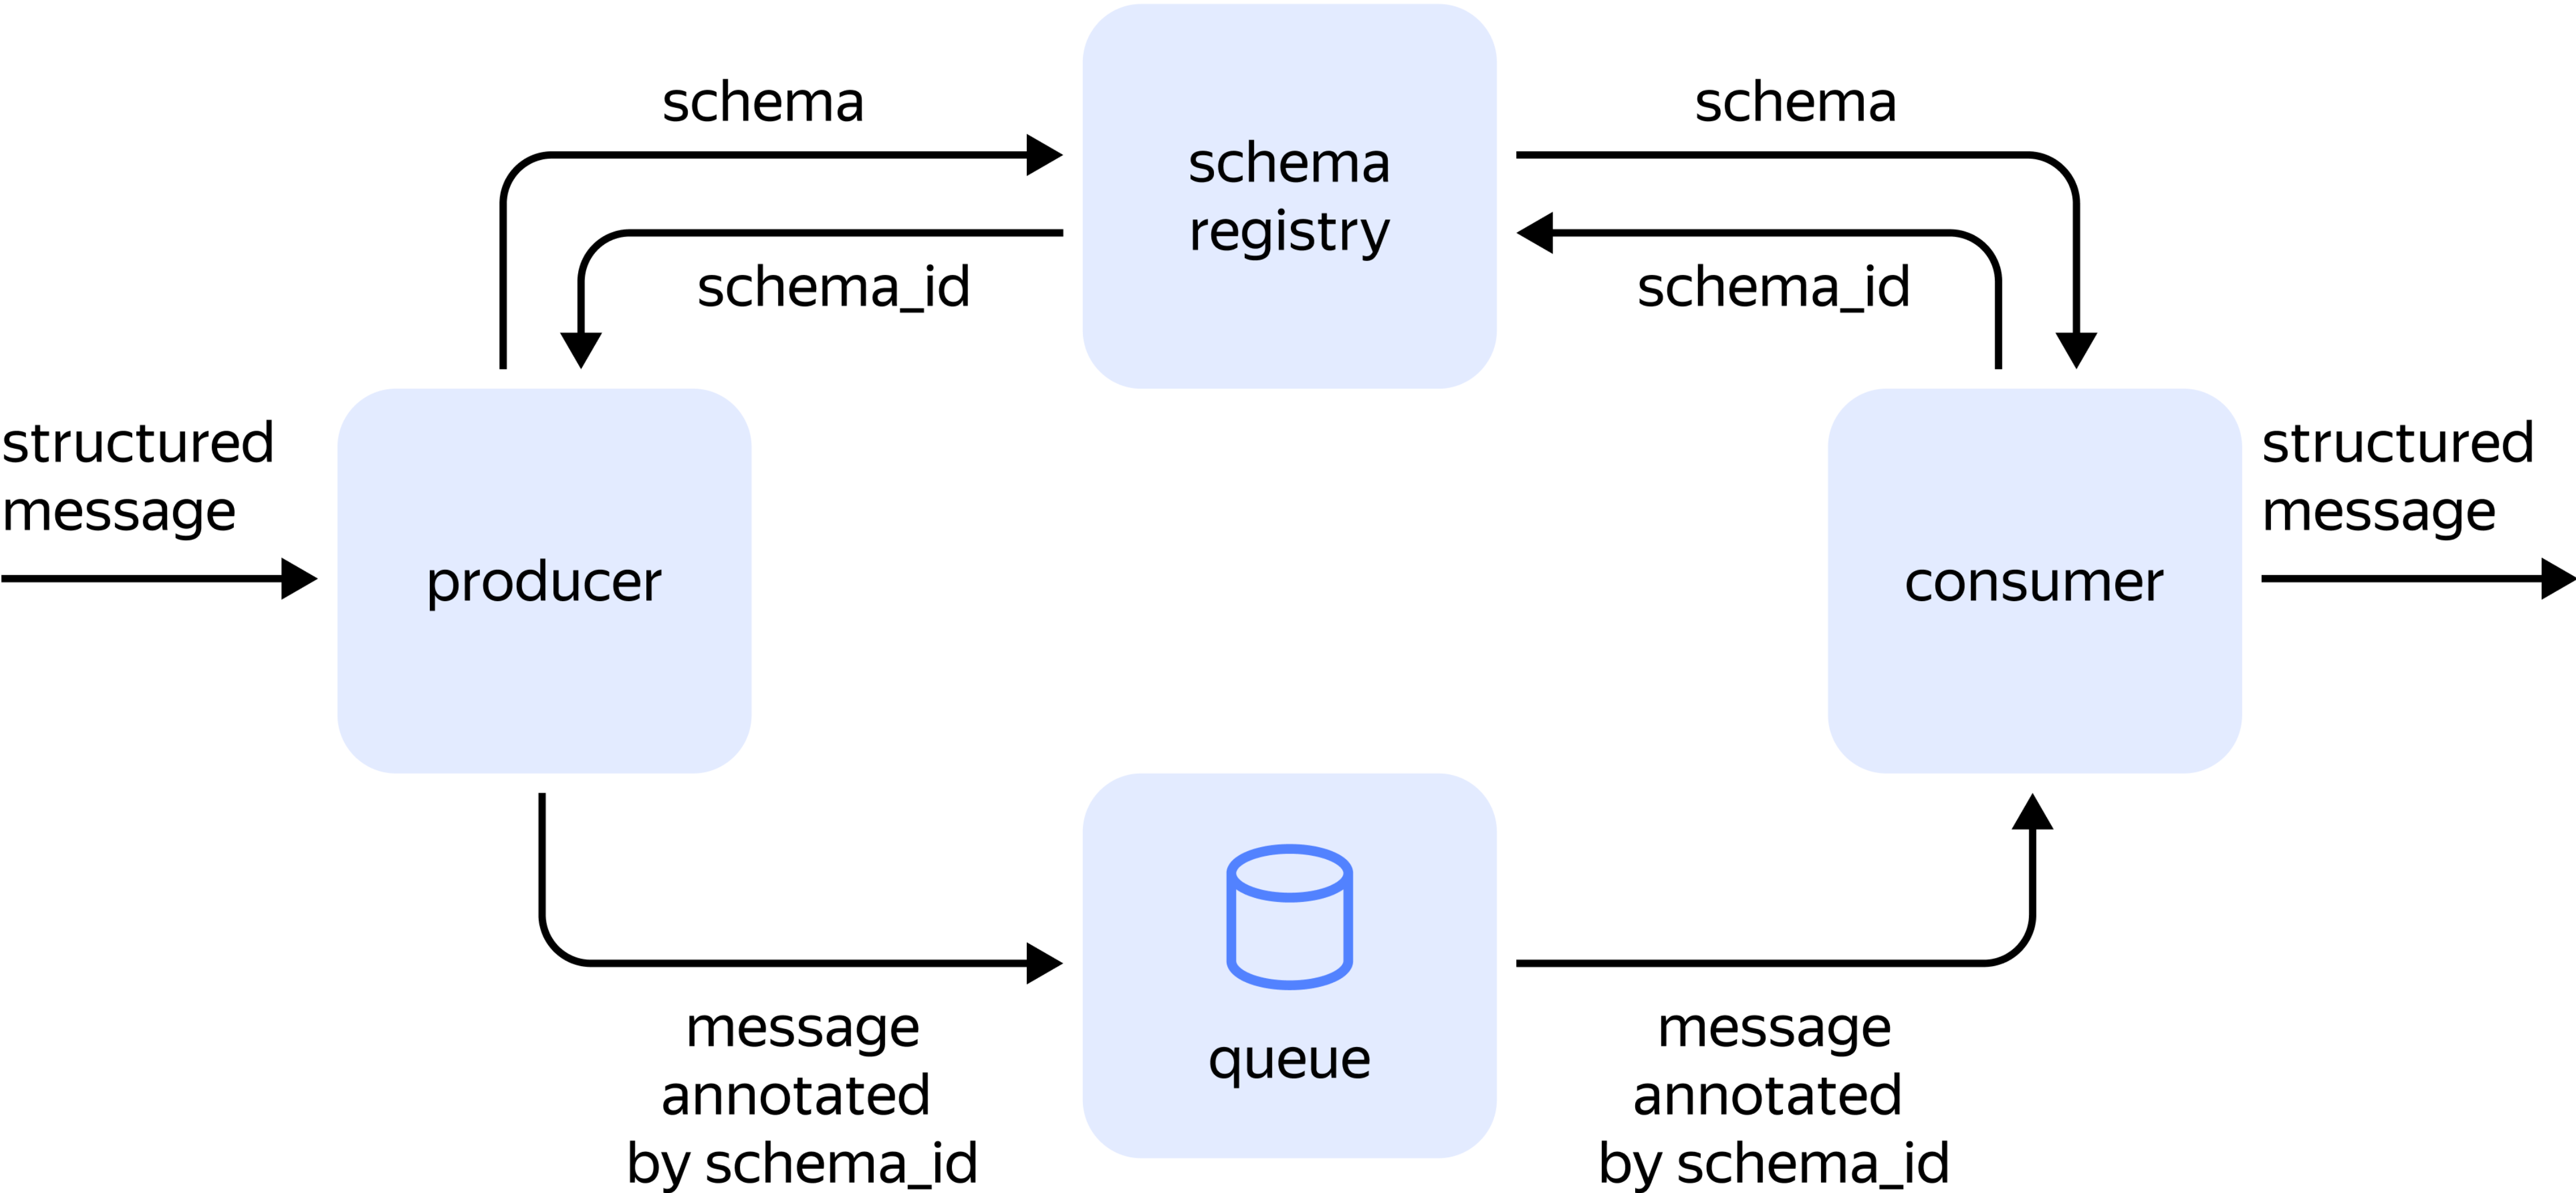 schema
schema
schema
registry
schema_id
schema_id
structured
message
producer
consumer
structured
message
message
annotated
by schema_id
queue
message
annotated
by schema_id